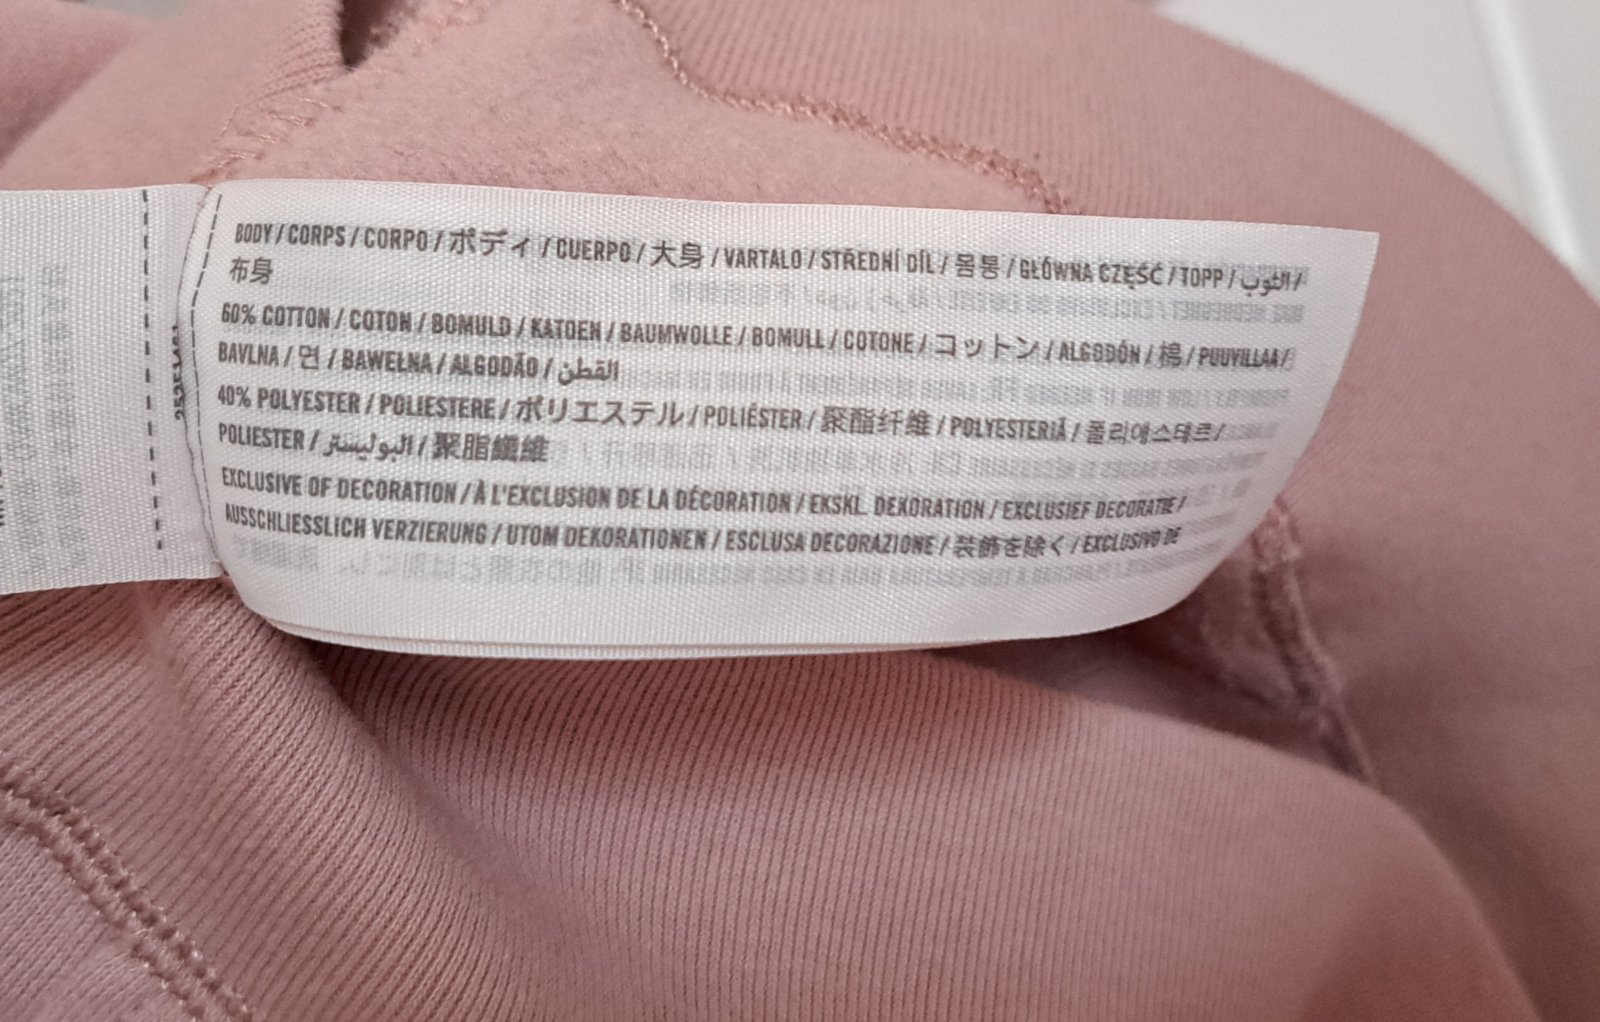 BODY / CORPS / CORPO / ボディ / CUERPO / 大身 / VARTALO / STŘEDNÍ DÍL / 몸통 / GŁÓWNA CZĘŚĆ / TOPP / الثوب /
布身
60% COTTON / COTON / BOMULD / KATOEN / BAUMWOLLE / BOMULL / COTONE / コットン / ALGODÓN / 棉 / PUUVILLAA /
BAVLNA / 면 / BAWEŁNA / ALGODÃO / القطن
40% POLYESTER / POLIESTERE / ポリエステル / POLIÉSTER / 聚酯纤维 / POLYESTERIÄ / 폴리에스테르 /
POLIESTER / البوليستر / 聚脂纖維
EXCLUSIVE OF DECORATION / À L'EXCLUSION DE LA DÉCORATION / EKSKL. DEKORATION / EXCLUSIEF DECORATIE /
AUSSCHLIESSLICH VERZIERUNG / UTOM DEKORATIONEN / ESCLUSA DECORAZIONE / 装飾を除く / EXCLUSIVO DE